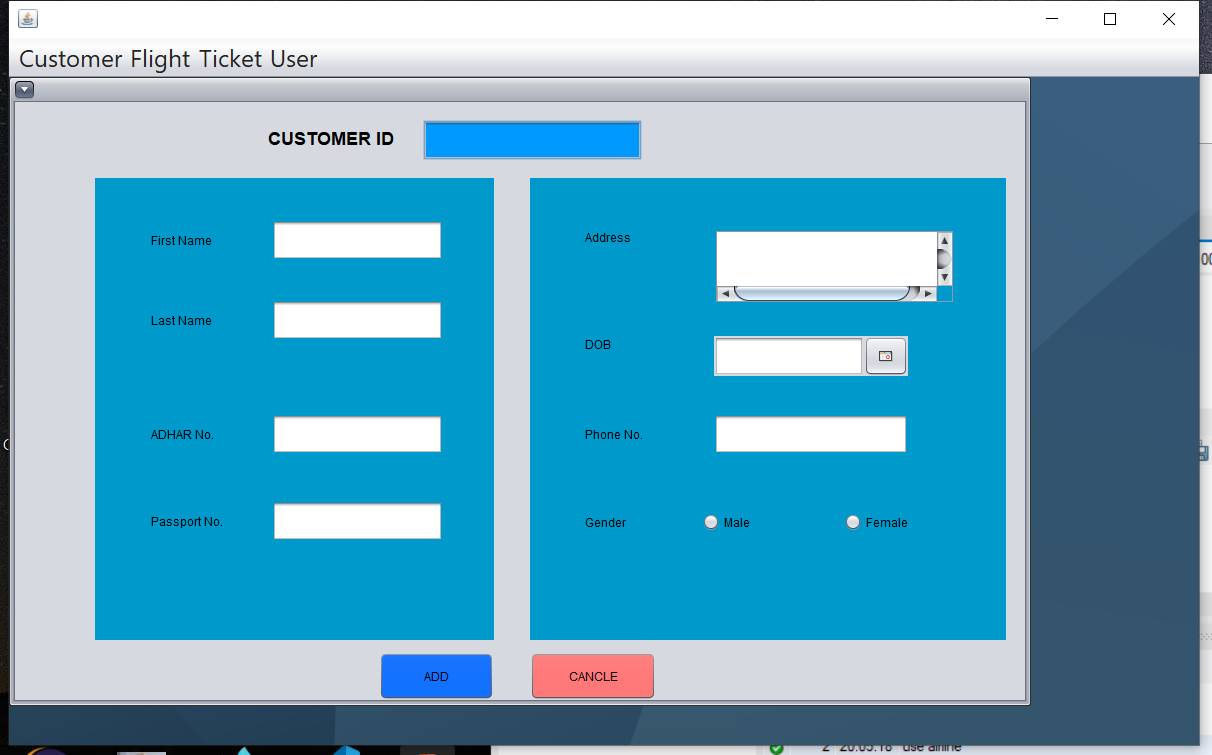 Customer Flight Ticket User
CUSTOMER ID
First Name
Last Name
ADHAR No.
Passport No.
Address
DOB
Phone No.
Gender
Male
Female
ADD
CANCLE
2 20:05:18 use airline